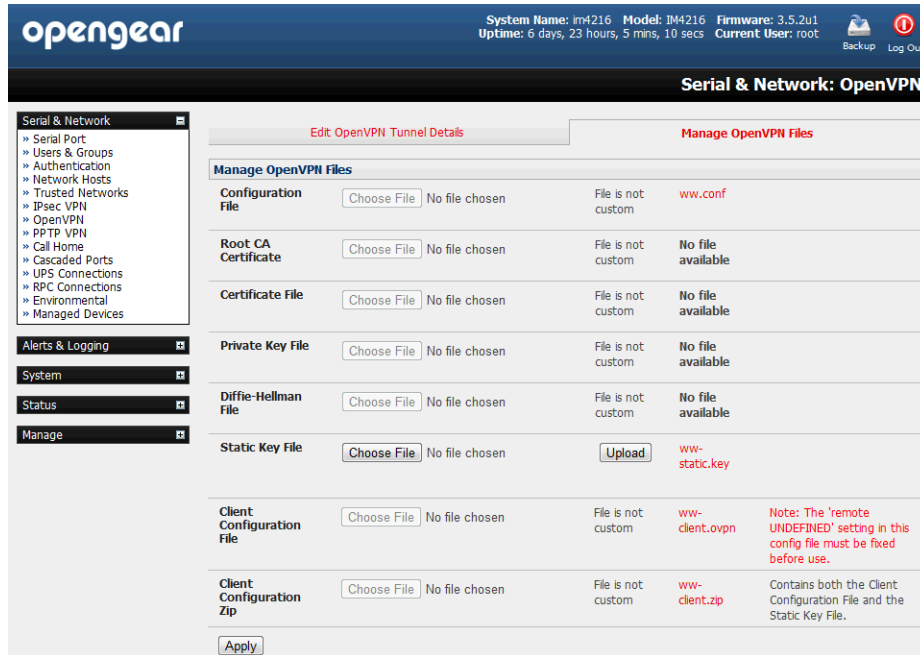 opengear
System Name: im4216 Model: IM4216 Firmware: 3.5.2u1
Uptime: 6 days, 23 hours, 5 mins, 10 secs Current User: root
Backup
Log Ou
Serial & Network: OpenVPN
Serial & Network
» Serial Port
» Users & Groups
» Authentication
» Network Hosts
» Trusted Networks
» IPsec VPN
» OpenVPN
» PPTP VPN
» Call Home
» Cascaded Ports
» UPS Connections
» RPC Connections
» Environmental
» Managed Devices
Alerts & Logging
System
Status
Manage
Edit OpenVPN Tunnel Details
Manage OpenVPN Files
Manage OpenVPN Files
Configuration
File
Choose File No file chosen
File is not
custom
ww.conf
Root CA
Certificate
Choose File No file chosen
File is not
custom
No file
available
Certificate File
Choose File No file chosen
File is not
custom
No file
available
Private Key File
Choose File No file chosen
File is not
custom
No file
available
Diffie-Hellman
File
Choose File No file chosen
File is not
custom
No file
available
Static Key File
Choose File No file chosen
Upload
ww-
static.key
Client
Configuration
File
Choose File No file chosen
File is not
custom
ww-
client.ovpn
Note: The 'remote
UNDEFINED' setting in this
config file must be fixed
before use.
Client
Configuration
Zip
Choose File No file chosen
File is not
custom
ww-
client.zip
Contains both the Client
Configuration File and the
Static Key File.
Apply